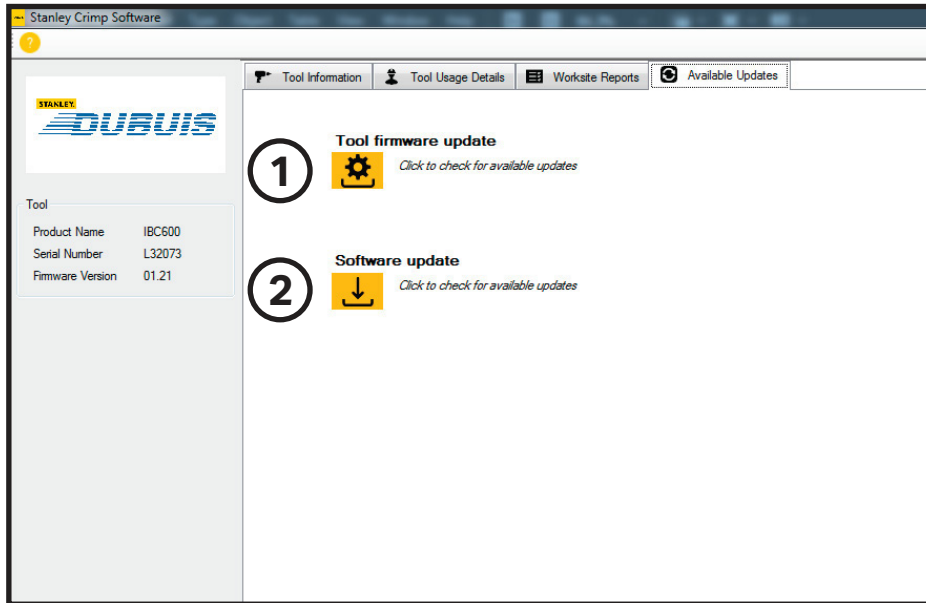 Stanley Crimp Software
?
Tool Information Tool Usage Details Worksite Reports Available Updates
STANLEY.
DUBUIS
Tool
Product Name IBC600
Serial Number L32073
Firmware Version 01.21
1
Tool firmware update
Click to check for available updates
2
Software update
Click to check for available updates